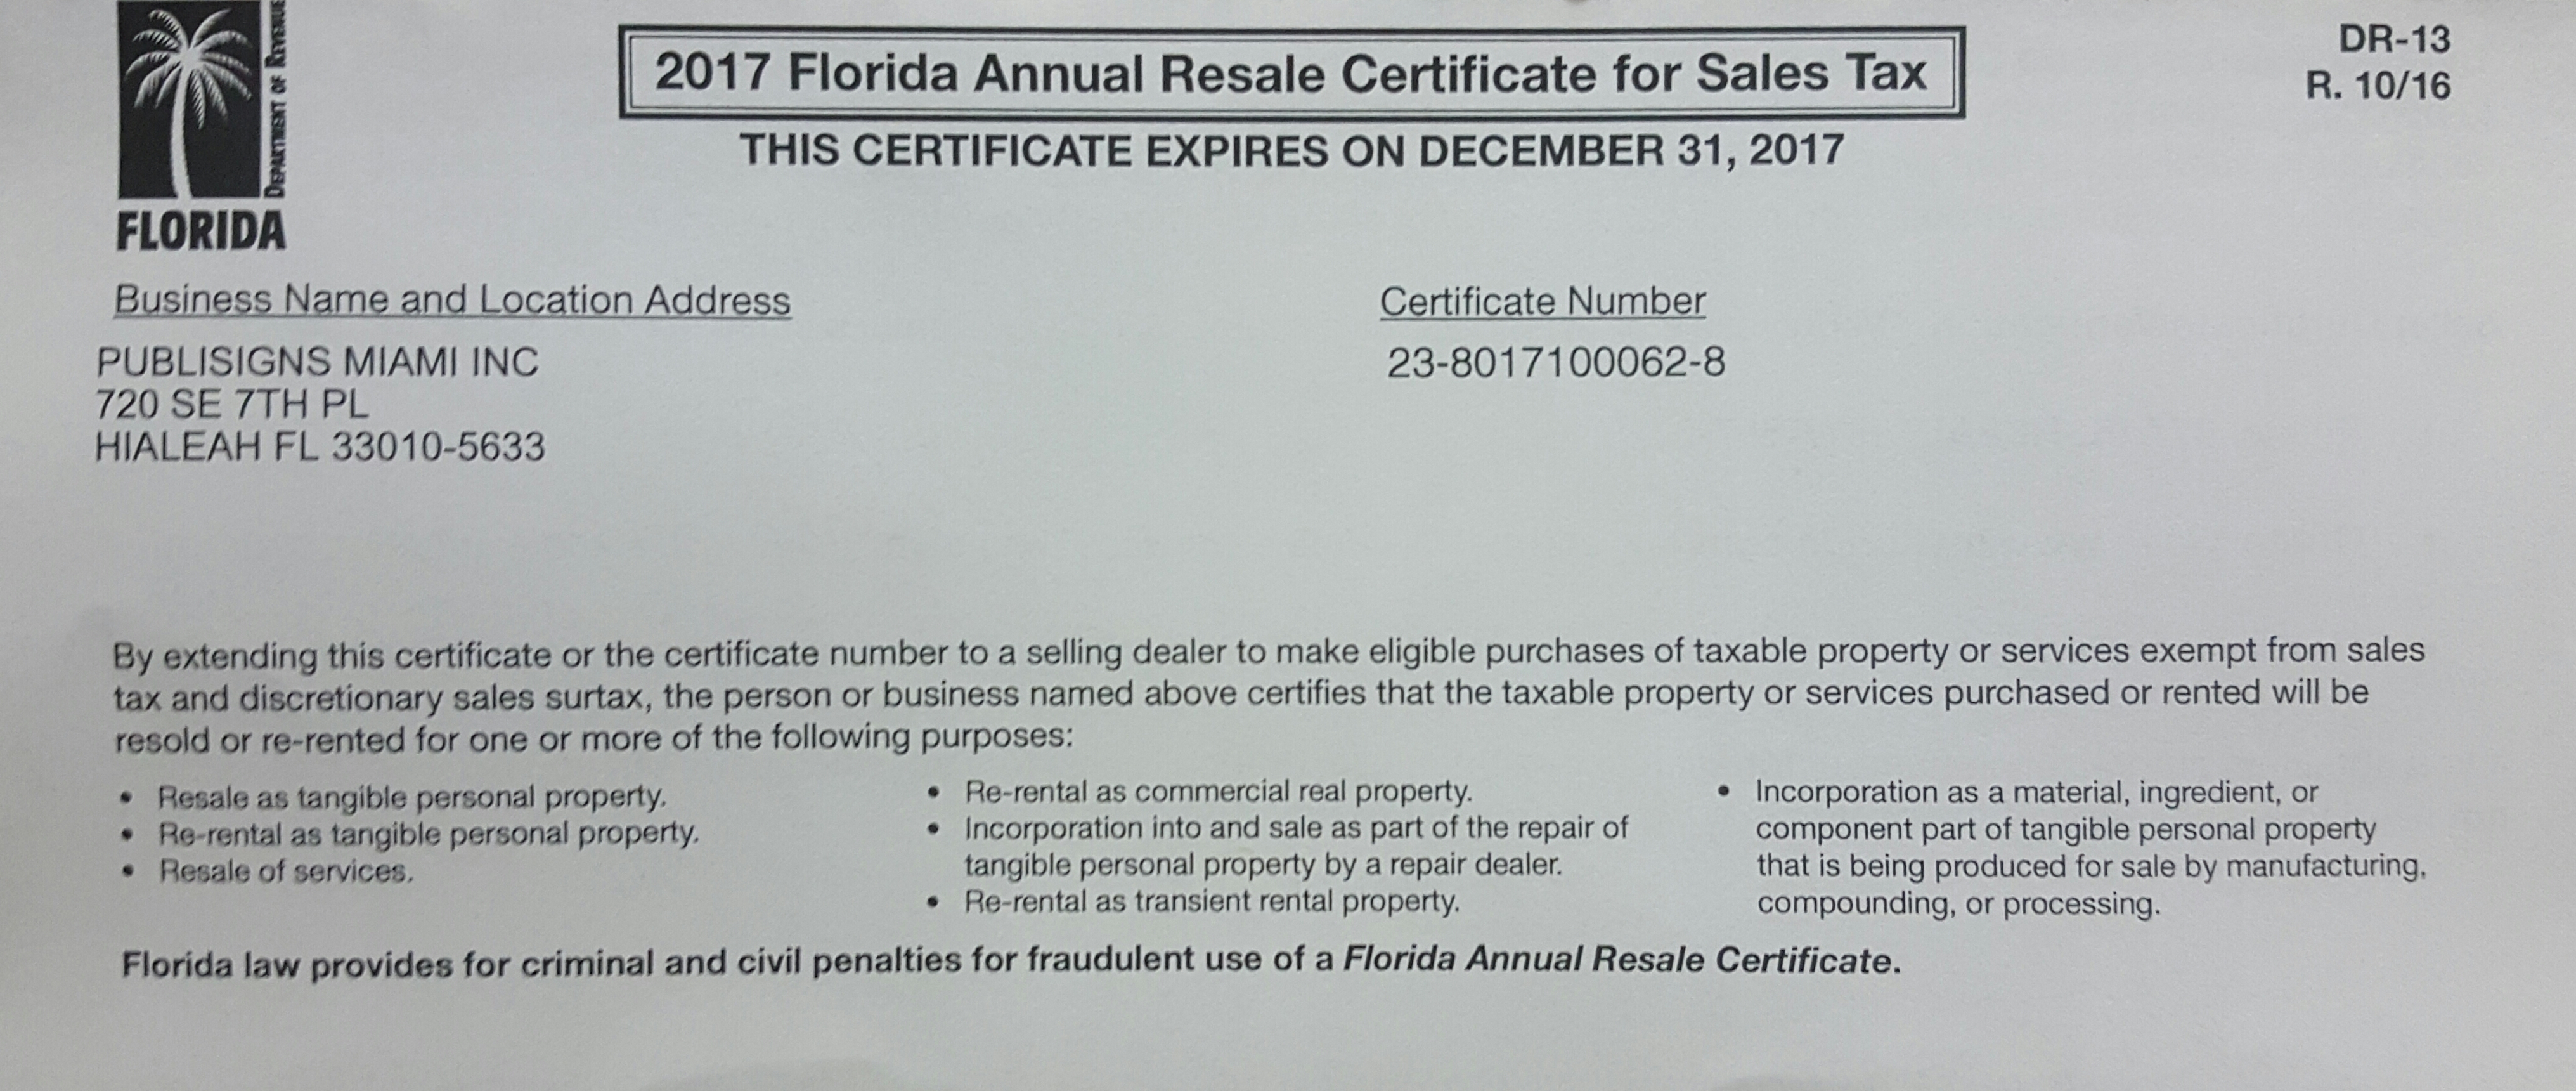 DEPARTMENT OF REVENUE
FLORIDA
2017 Florida Annual Resale Certificate for Sales Tax
THIS CERTIFICATE EXPIRES ON DECEMBER 31, 2017
DR-13
R. 10/16
Business Name and Location Address
PUBLISIGNS MIAMI INC
720 SE 7TH PL
HIALEAH FL 33010-5633
Certificate Number
23-8017100062-8
By extending this certificate or the certificate number to a selling dealer to make eligible purchases of taxable property or services exempt from sales
tax and discretionary sales surtax, the person or business named above certifies that the taxable property or services purchased or rented will be
resold or re-rented for one or more of the following purposes:
• Resale as tangible personal property.
• Re-rental as tangible personal property.
• Resale of services.
• Re-rental as commercial real property.
• Incorporation into and sale as part of the repair of
tangible personal property by a repair dealer.
• Re-rental as transient rental property.
• Incorporation as a material, ingredient, or
component part of tangible personal property
that is being produced for sale by manufacturing,
compounding, or processing.
Florida law provides for criminal and civil penalties for fraudulent use of a Florida Annual Resale Certificate.